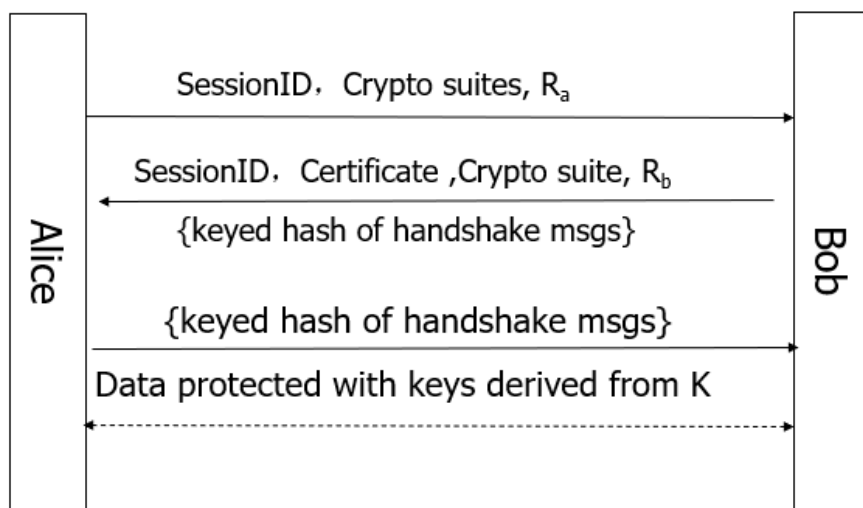 SessionID，Crypto suites, Rₐ
SessionID，Certificate ,Crypto suite, R_b
{keyed hash of handshake msgs}
Alice
Bob
{keyed hash of handshake msgs}
Data protected with keys derived from K